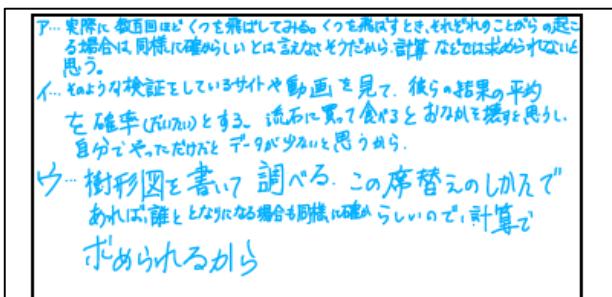 ア…実際に数百回ほどくつを飛ばしてみる。くつを飛ばすとき、それぞれのことがらの起こ
る場合は、同様に確からしいとは言えなさそうだから、計算などでは求められないと
思う。
イ…そのような検証をしているサイトや動画を見て、彼らの結果の平均
を確率(だいたい)とする。流石に買って食べるとおなかを壊すと思うし、
自分でやっただけだとデータが少ないと思うから。
ウ…樹形図を書いて調べる。この席替えのしかたで
あれば、誰ととなりになる場合も同様に確からしいので、計算で
求められるから